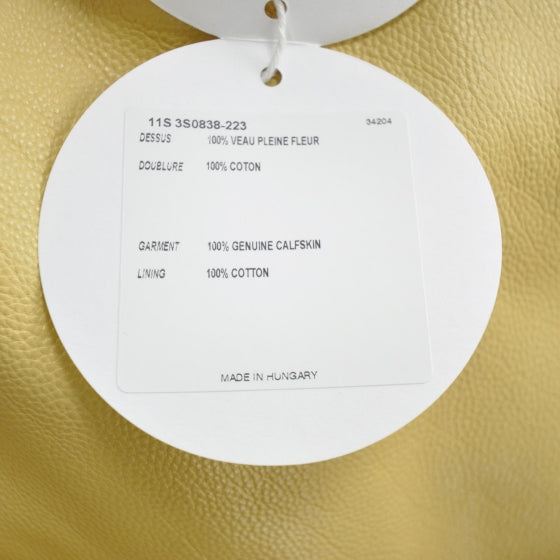 11S 3S0838-223 34204
DESSUS 100% VEAU PLEINE FLEUR
DOUBLURE 100% COTON
GARMENT 100% GENUINE CALFSKIN
LINING 100% COTTON
MADE IN HUNGARY